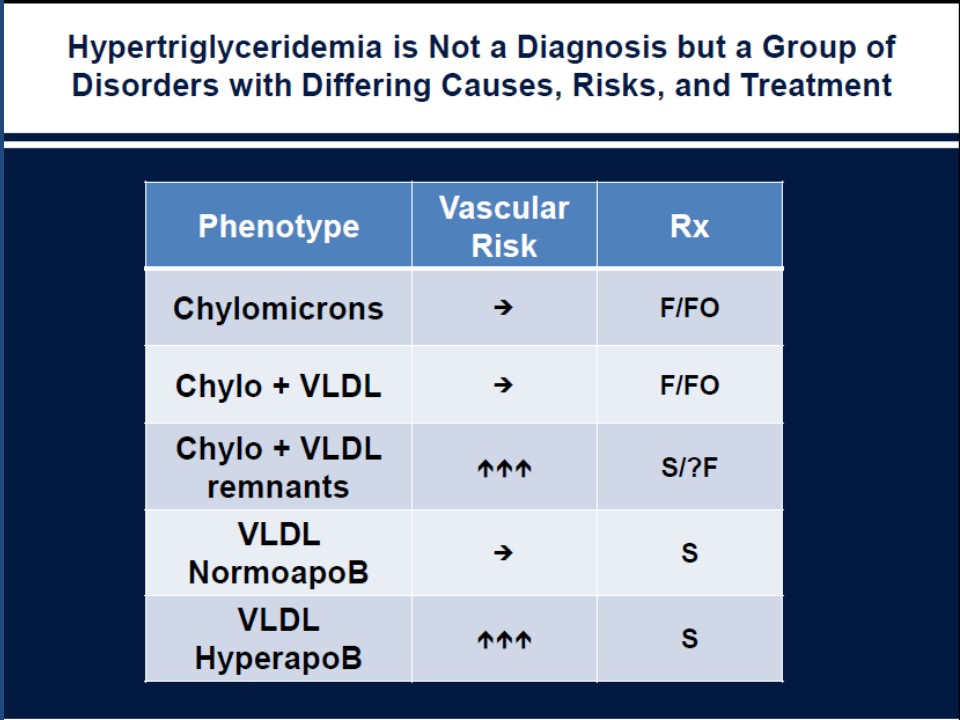 Hypertriglyceridemia is Not a Diagnosis but a Group of
Disorders with Differing Causes, Risks, and Treatment
Phenotype
Vascular
Risk
Rx
Chylomicrons
➔
F/FO
Chylo + VLDL
➔
F/FO
Chylo + VLDL
remnants
↑↑↑
S/?F
VLDL
NormoapoB
➔
S
VLDL
HyperapoB
↑↑↑
S